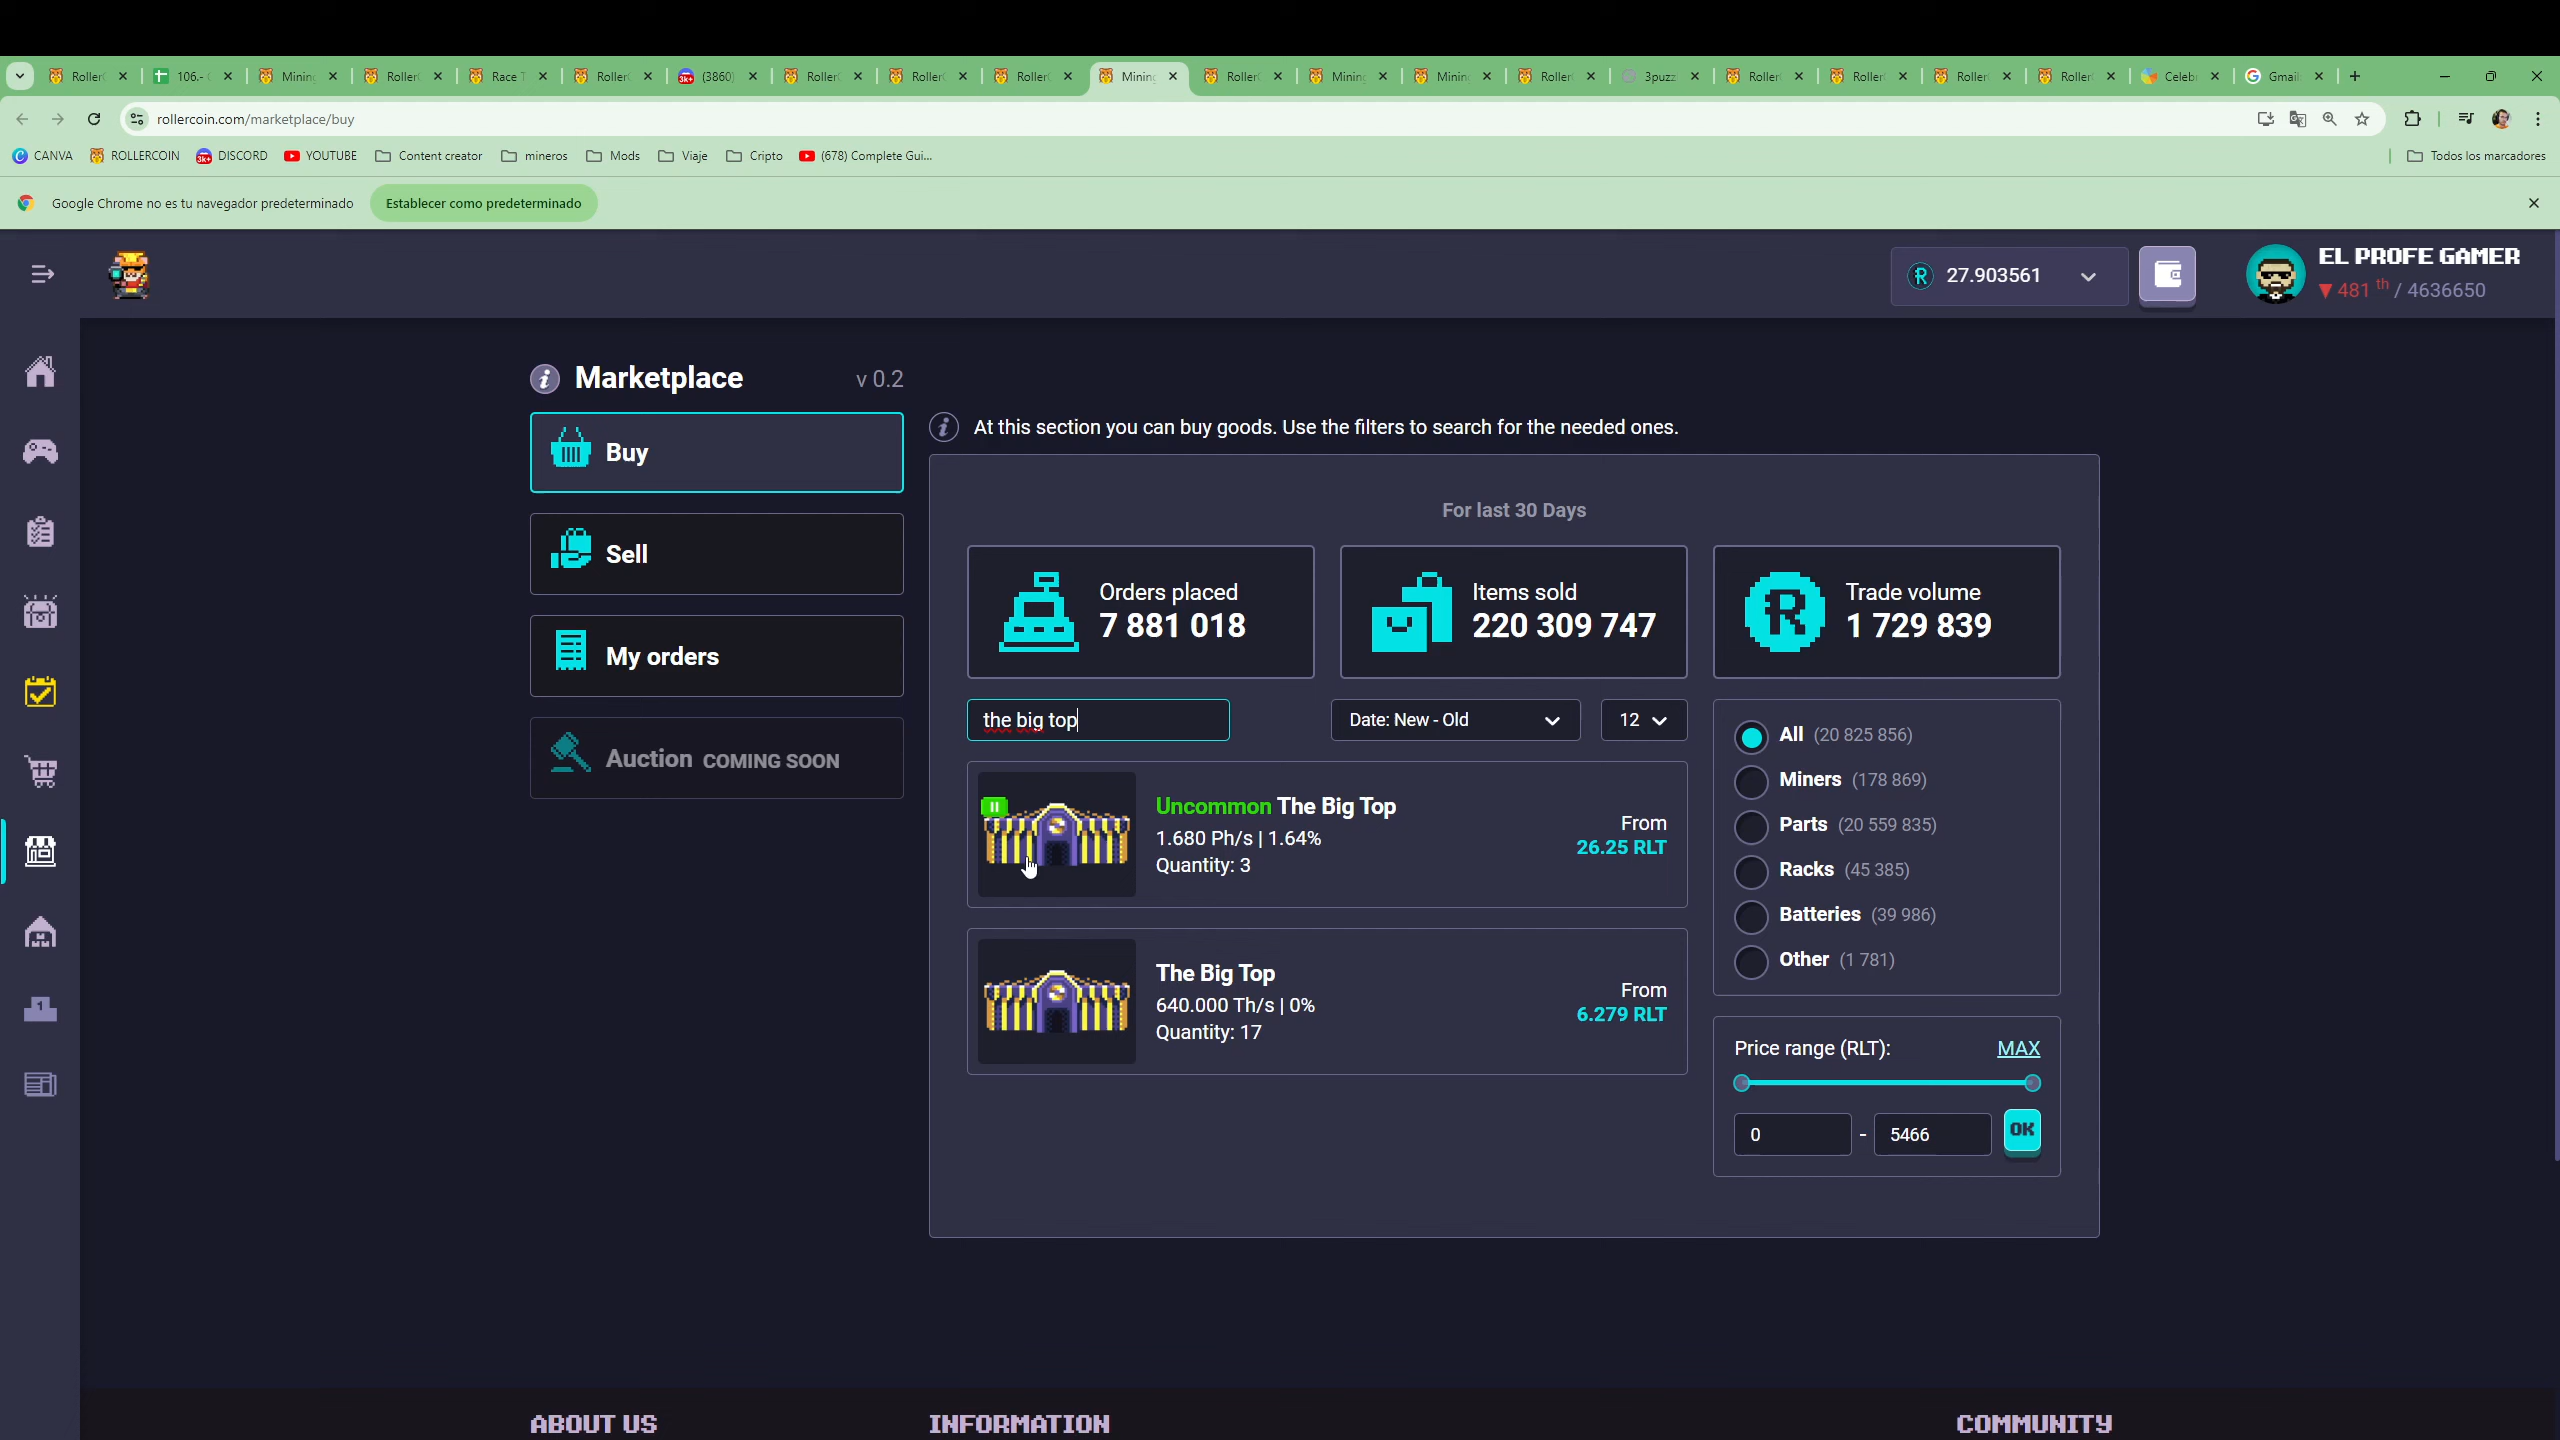 Roller
106.-
Mining
Roller
Race T
Roller
(3860)
Roller
Roller
Roller
Mining
Roller
Mining
Mining
Roller
3puzz
Roller
Roller
Roller
Roller
Celeb
Gmail
rollercoin.com/marketplace/buy
CANVA
ROLLERCOIN
DISCORD
YOUTUBE
Content creator
mineros
Mods
Viaje
Cripto
(678) Complete Gui...
Todos los marcadores
Google Chrome no es tu navegador predeterminado
Establecer como predeterminado
27.903561
EL PROFE GAMER
481 th / 4636650
Marketplace
v 0.2
Buy
Sell
My orders
Auction COMING SOON
At this section you can buy goods. Use the filters to search for the needed ones.
For last 30 Days
Orders placed
7 881 018
Items sold
220 309 747
Trade volume
1 729 839
the big top
Date: New - Old
12
Uncommon The Big Top
1.680 Ph/s | 1.64%
Quantity: 3
From
26.25 RLT
The Big Top
640.000 Th/s | 0%
Quantity: 17
From
6.279 RLT
All (20 825 856)
Miners (178 869)
Parts (20 559 835)
Racks (45 385)
Batteries (39 986)
Other (1 781)
Price range (RLT):
MAX
0
-
5466
OK
ABOUT US
INFORMATION
COMMUNITY